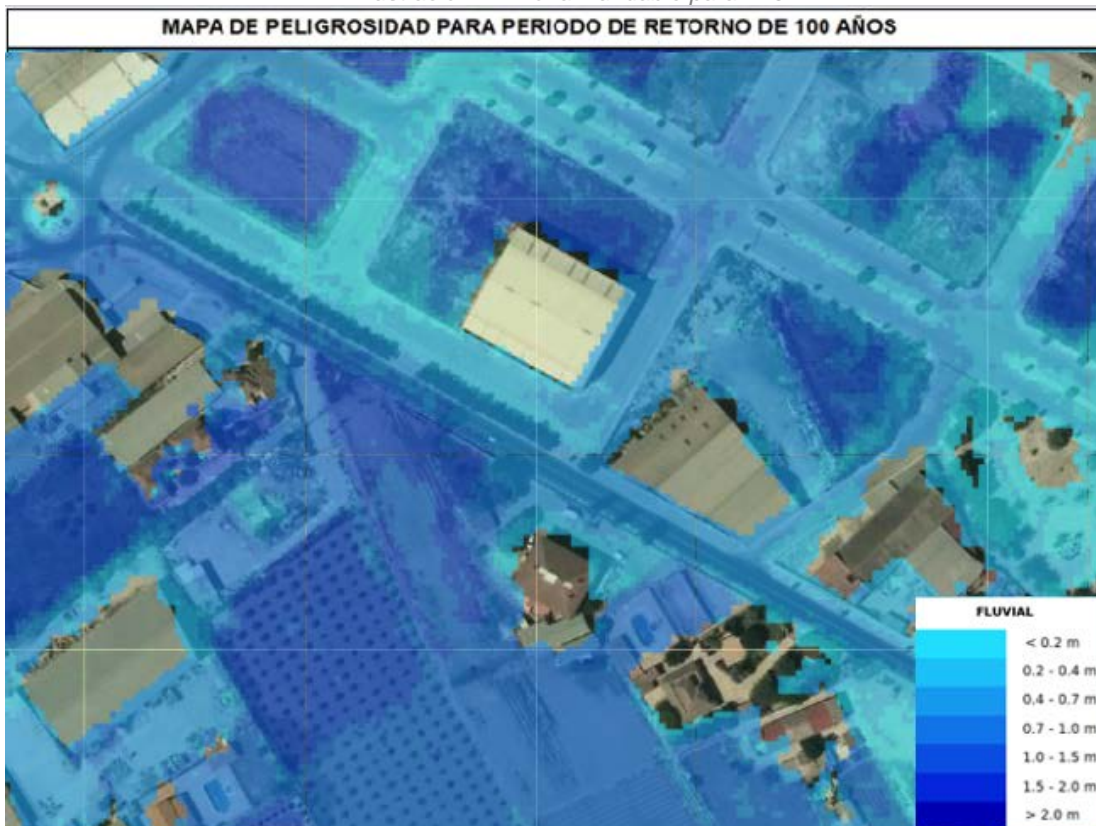 MAPA DE PELIGROSIDAD PARA PERIODO DE RETORNO DE 100 AÑOS
FLUVIAL
< 0.2 m
0.2 - 0.4 m
0.4 - 0.7 m
0.7 - 1.0 m
1.0 - 1.5 m
1.5 - 2.0 m
> 2.0 m